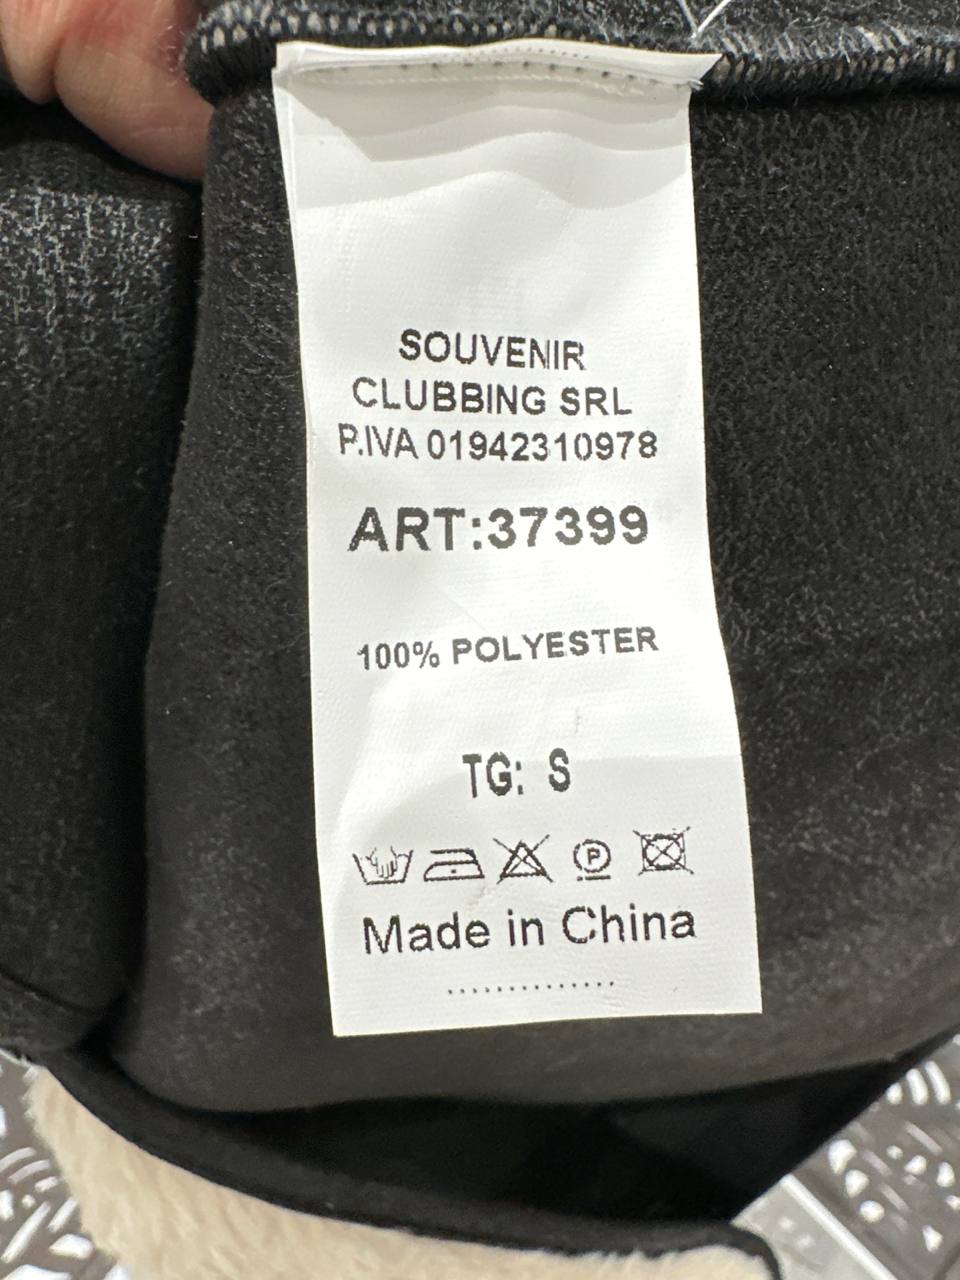 SOUVENIR
CLUBBING SRL
P.IVA 01942310978
ART:37399
100% POLYESTER
TG: S
P
Made in China